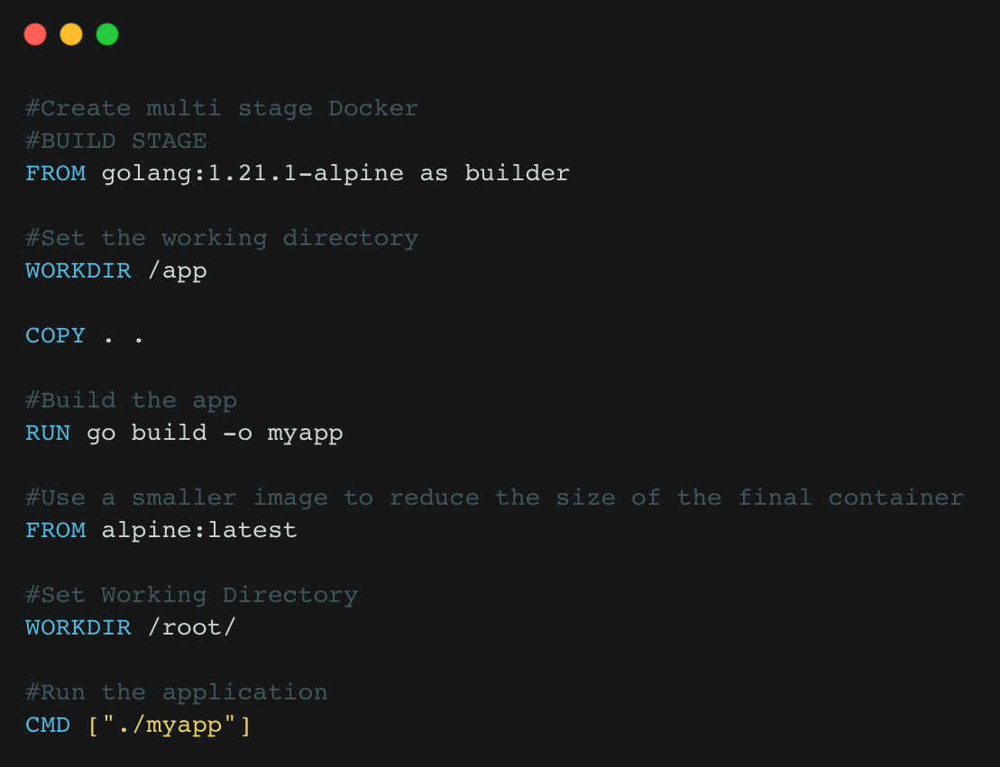 #Create multi stage Docker
#BUILD STAGE
FROM golang:1.21.1-alpine as builder
#Set the working directory
WORKDIR /app
COPY . .
#Build the app
RUN go build -o myapp
#Use a smaller image to reduce the size of the final container
FROM alpine:latest
#Set Working Directory
WORKDIR /root/
#Run the application
CMD ["./myapp"]